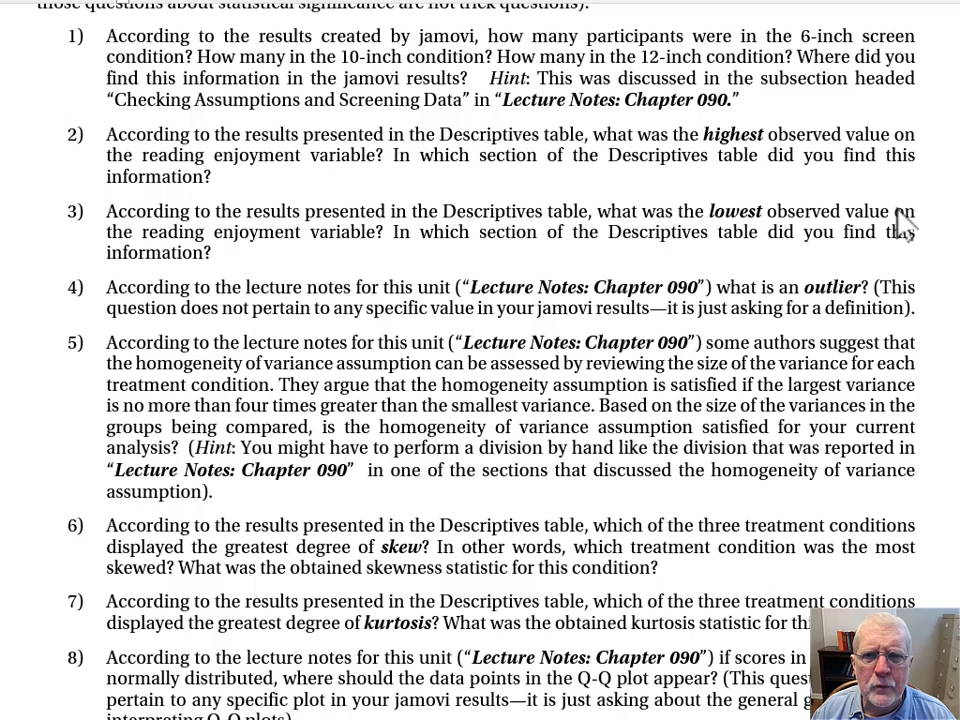 those questions about statistical significance are not trick questions).
1) According to the results created by jamovi, how many participants were in the 6-inch screen
condition? How many in the 10-inch condition? How many in the 12-inch condition? Where did you
find this information in the jamovi results? Hint: This was discussed in the subsection headed
“Checking Assumptions and Screening Data” in “Lecture Notes: Chapter 090.”
2) According to the results presented in the Descriptives table, what was the highest observed value on
the reading enjoyment variable? In which section of the Descriptives table did you find this
information?
3) According to the results presented in the Descriptives table, what was the lowest observed value on
the reading enjoyment variable? In which section of the Descriptives table did you find this
information?
4) According to the lecture notes for this unit (“Lecture Notes: Chapter 090”) what is an outlier? (This
question does not pertain to any specific value in your jamovi results—it is just asking for a definition).
5) According to the lecture notes for this unit (“Lecture Notes: Chapter 090”) some authors suggest that
the homogeneity of variance assumption can be assessed by reviewing the size of the variance for each
treatment condition. They argue that the homogeneity assumption is satisfied if the largest variance
is no more than four times greater than the smallest variance. Based on the size of the variances in the
groups being compared, is the homogeneity of variance assumption satisfied for your current
analysis? (Hint: You might have to perform a division by hand like the division that was reported in
“Lecture Notes: Chapter 090” in one of the sections that discussed the homogeneity of variance
assumption).
6) According to the results presented in the Descriptives table, which of the three treatment conditions
displayed the greatest degree of skew? In other words, which treatment condition was the most
skewed? What was the obtained skewness statistic for this condition?
7) According to the results presented in the Descriptives table, which of the three treatment conditions
displayed the greatest degree of kurtosis? What was the obtained kurtosis statistic for
8) According to the lecture notes for this unit (“Lecture Notes: Chapter 090”) if scores in
normally distributed, where should the data points in the Q-Q plot appear? (This
pertain to any specific plot in your jamovi results—it is just asking about the general
interpreting Q-Q plots).